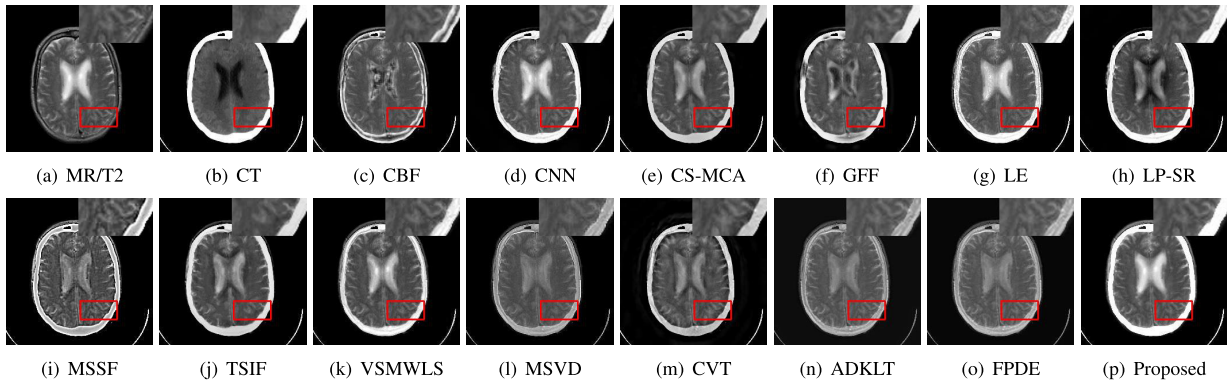 (a) MR/T2 (b) CT (c) CBF (d) CNN (e) CS-MCA (f) GFF (g) LE (h) LP-SR
(i) MSSF (j) TSIF (k) VSMWLS (l) MSVD (m) CVT (n) ADKLT (o) FPDE (p) Proposed